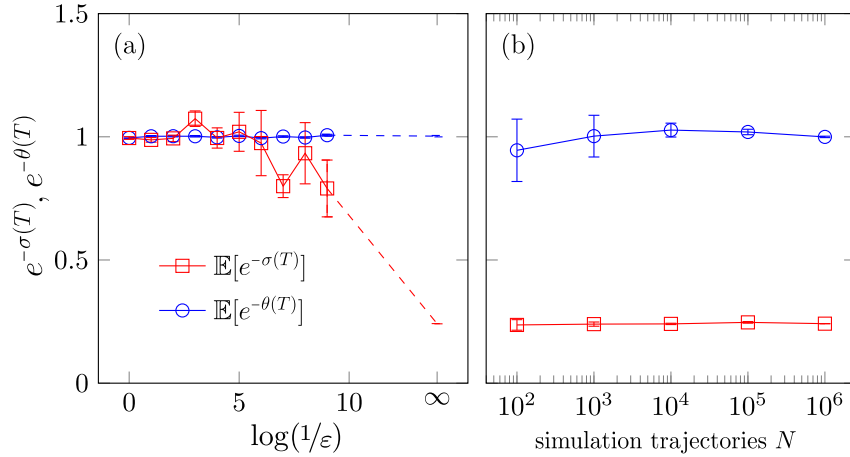 (a)
(b)
1.5
1
0.5
0
e^{-σ(T)}, e^{-θ(T)}
𝔼[e^{-σ(T)}]
𝔼[e^{-θ(T)}]
0 5 10 ∞
log(1/ε)
10^2 10^3 10^4 10^5 10^6
simulation trajectories N